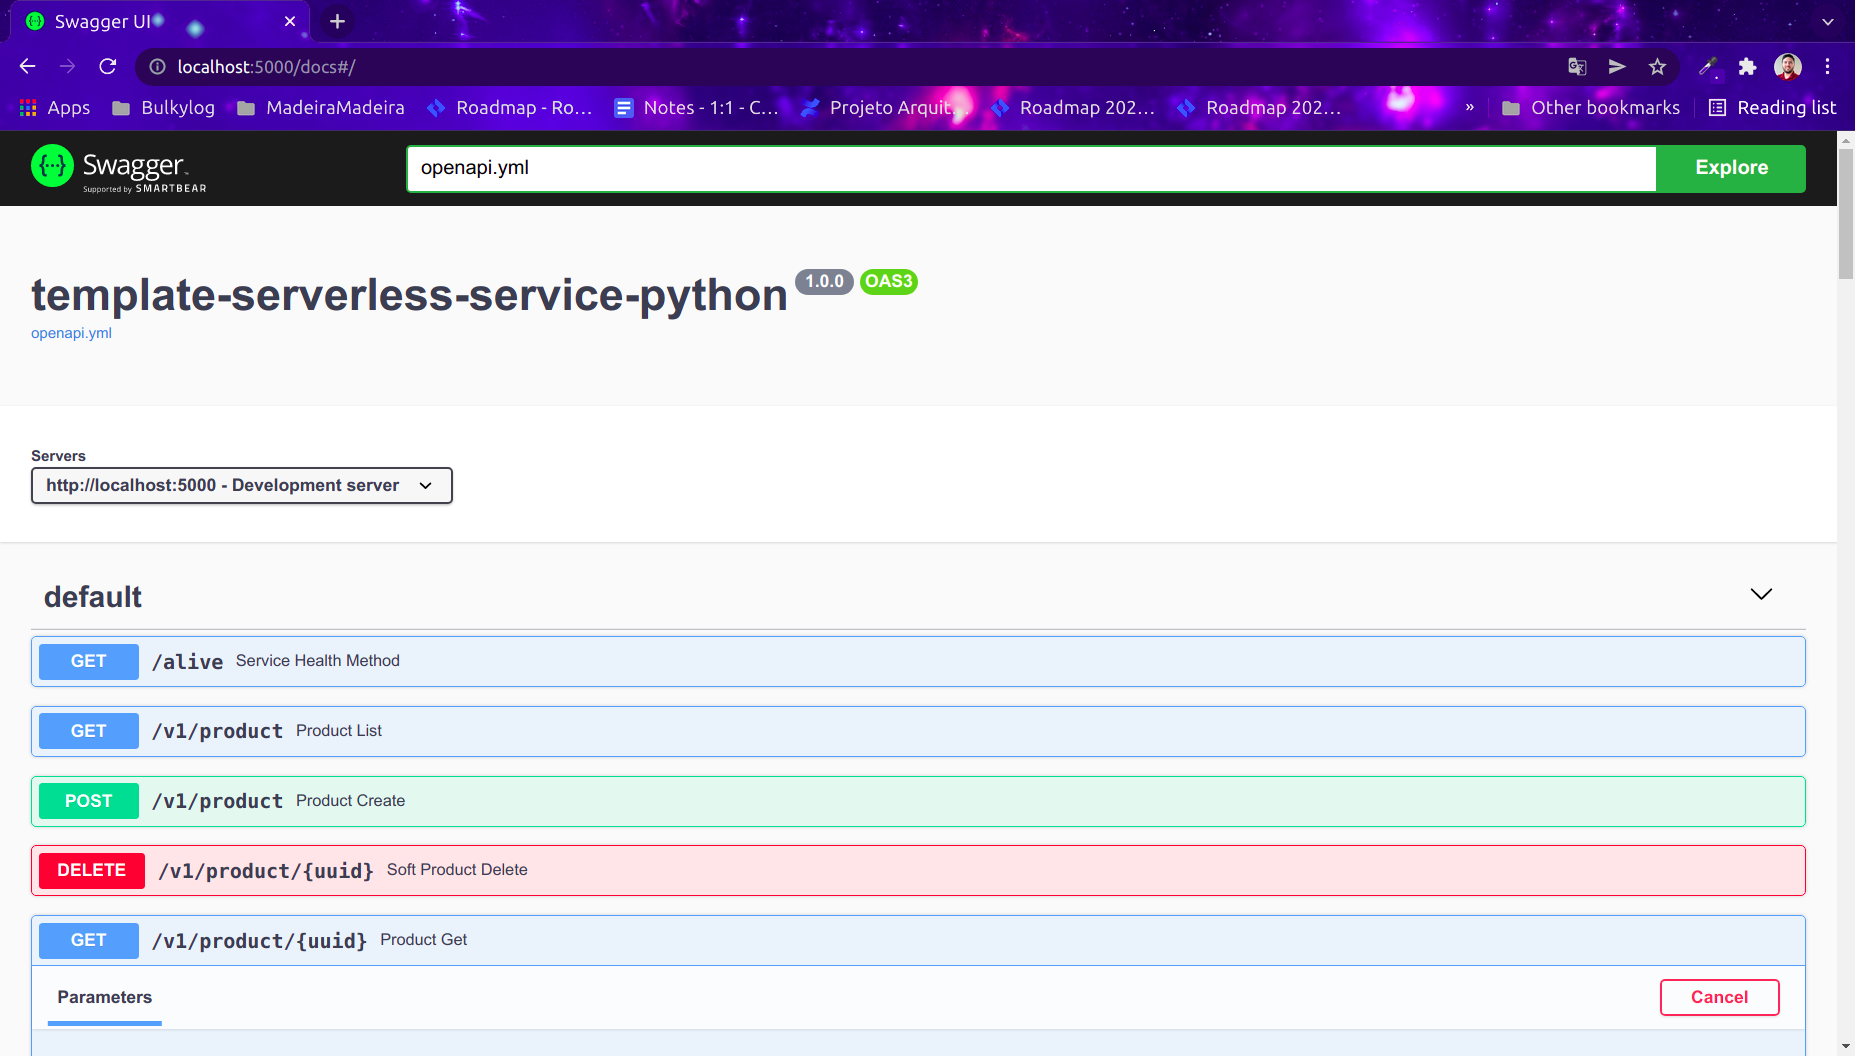 Swagger UI
localhost:5000/docs#/
Apps Bulkylog MadeiraMadeira Roadmap - Ro... Notes - 1:1 - C... Projeto Arquit... Roadmap 202... Roadmap 202... » Other bookmarks Reading list
{···} Swagger™ openapi.yml Explore
Supported by SMARTBEAR
template-serverless-service-python 1.0.0 OAS3
openapi.yml
Servers
http://localhost:5000 - Development server
default
GET /alive Service Health Method
GET /v1/product Product List
POST /v1/product Product Create
DELETE /v1/product/{uuid} Soft Product Delete
GET /v1/product/{uuid} Product Get
Parameters Cancel